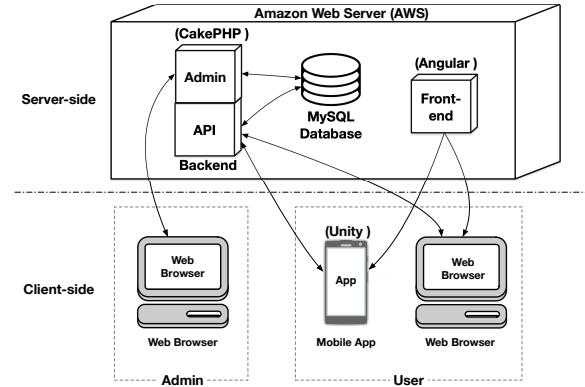 Amazon Web Server (AWS)
(CakePHP )
Admin
API
Backend
MySQL
Database
(Angular )
Front-
end
Server-side
Client-side
Web
Browser
Web Browser
Admin
(Unity )
App
Mobile App
Web
Browser
Web Browser
User